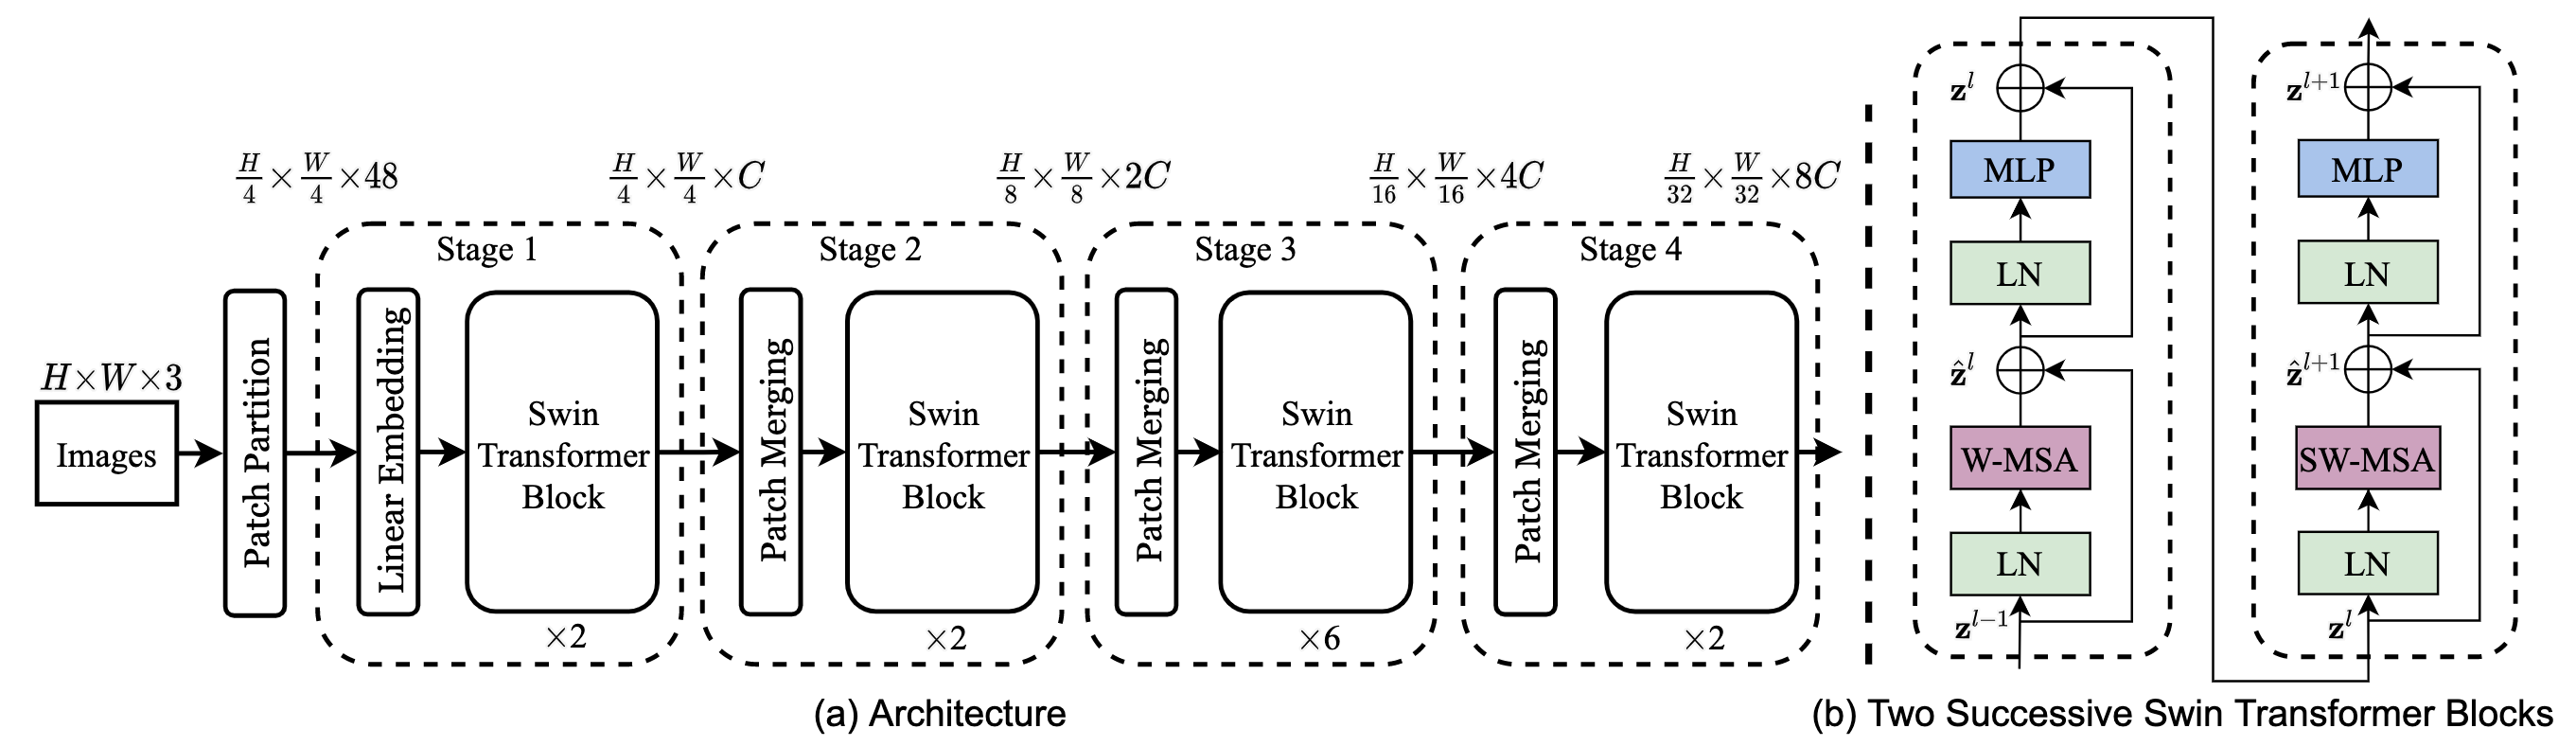 H/4 × W/4 × 48
H/4 × W/4 × C
H/8 × W/8 × 2C
H/16 × W/16 × 4C
H/32 × W/32 × 8C
H×W×3
Images
Patch Partition
Stage 1
Linear Embedding
Swin
Transformer
Block
×2
Stage 2
Patch Merging
Swin
Transformer
Block
×2
Stage 3
Patch Merging
Swin
Transformer
Block
×6
Stage 4
Patch Merging
Swin
Transformer
Block
×2
(a) Architecture
z^l
MLP
LN
ẑ^l
W-MSA
LN
z^{l-1}
z^{l+1}
MLP
LN
ẑ^{l+1}
SW-MSA
LN
z^l
(b) Two Successive Swin Transformer Blocks